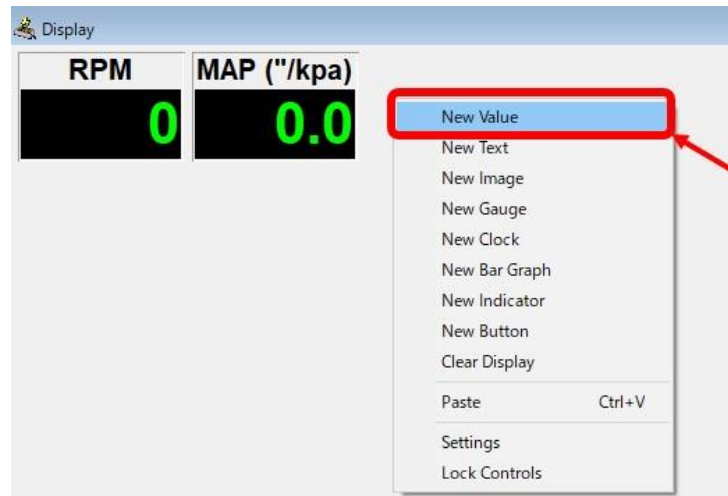 Display
RPM MAP ("/kpa)
0 0.0
New Value
New Text
New Image
New Gauge
New Clock
New Bar Graph
New Indicator
New Button
Clear Display
Paste Ctrl+V
Settings
Lock Controls